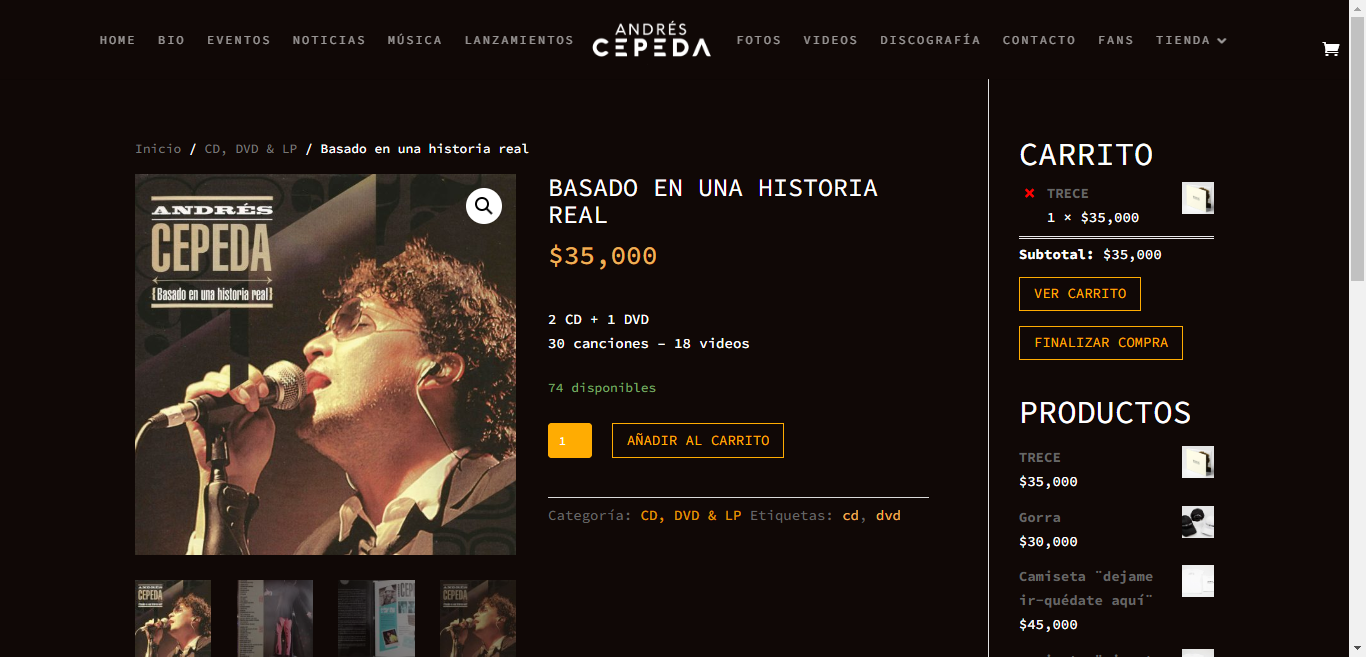 HOME BIO EVENTOS NOTICIAS MÚSICA LANZAMIENTOS ANDRÉS CEPEDA FOTOS VIDEOS DISCOGRAFÍA CONTACTO FANS TIENDA
Inicio / CD, DVD & LP / Basado en una historia real
ANDRÉS
CEPEDA
Basado en una historia real
BASADO EN UNA HISTORIA
REAL
$35,000
2 CD + 1 DVD
30 canciones – 18 videos
74 disponibles
1 AÑADIR AL CARRITO
Categoría: CD, DVD & LP Etiquetas: cd, dvd
ANDRÉS
CEPEDA
CEPEDA
CARRITO
× TRECE
1 × $35,000
Subtotal: $35,000
VER CARRITO
FINALIZAR COMPRA
PRODUCTOS
TRECE
$35,000
Gorra
$30,000
Camiseta ¨dejame
ir-quédate aquí¨
$45,000